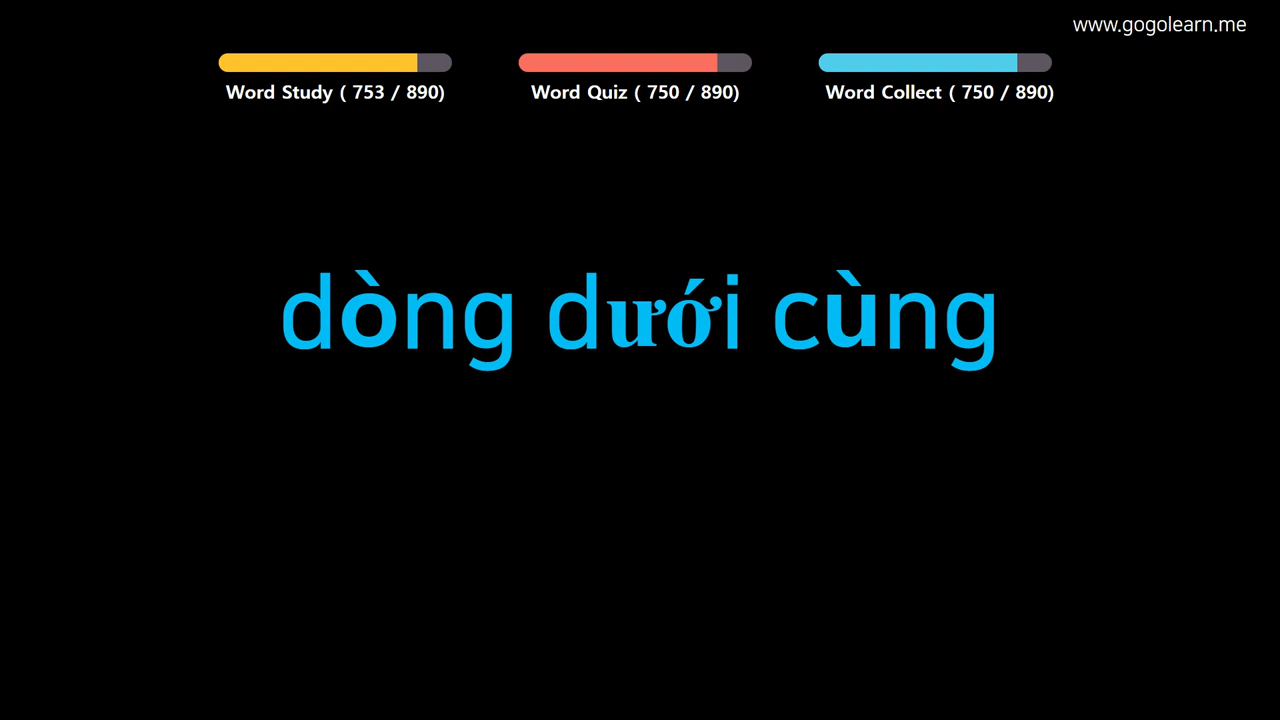 www.gogolearn.me
Word Study ( 753 / 890)
Word Quiz ( 750 / 890)
Word Collect ( 750 / 890)
dòng dưới cùng